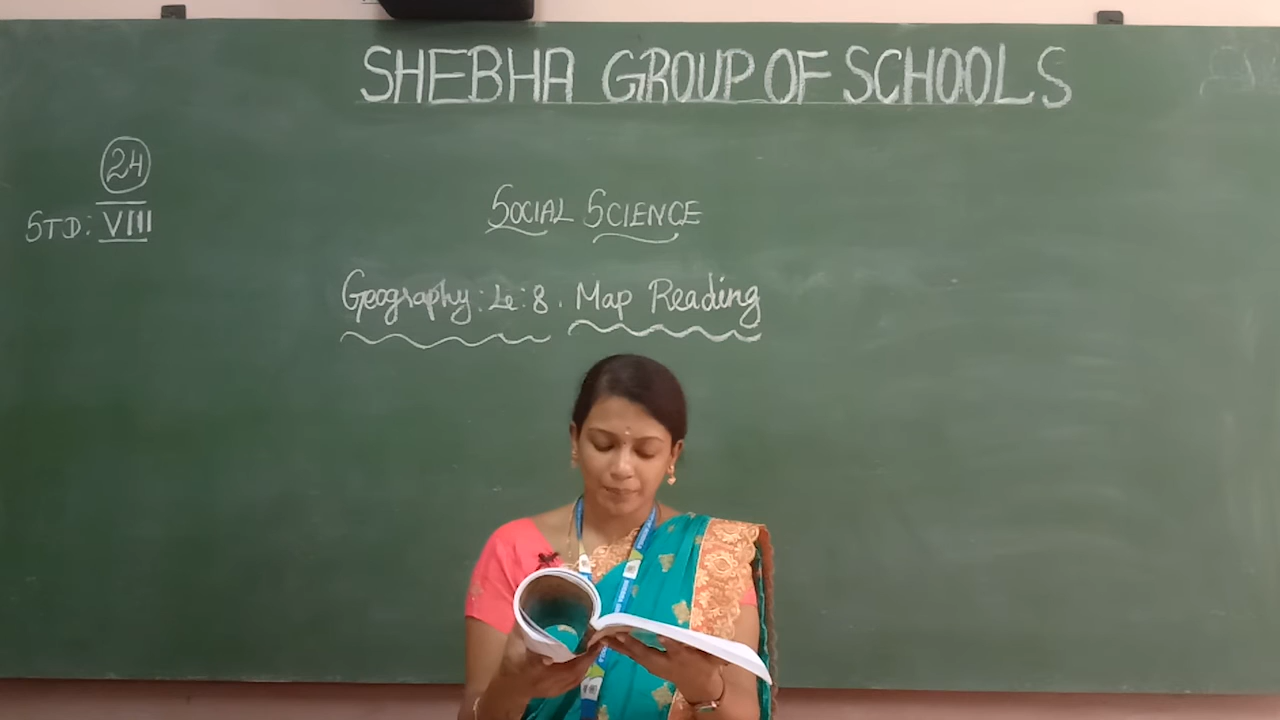 SHEBHA GROUP OF SCHOOLS
24
STD: VIII
SOCIAL SCIENCE
Geography: Le: 8. Map Reading